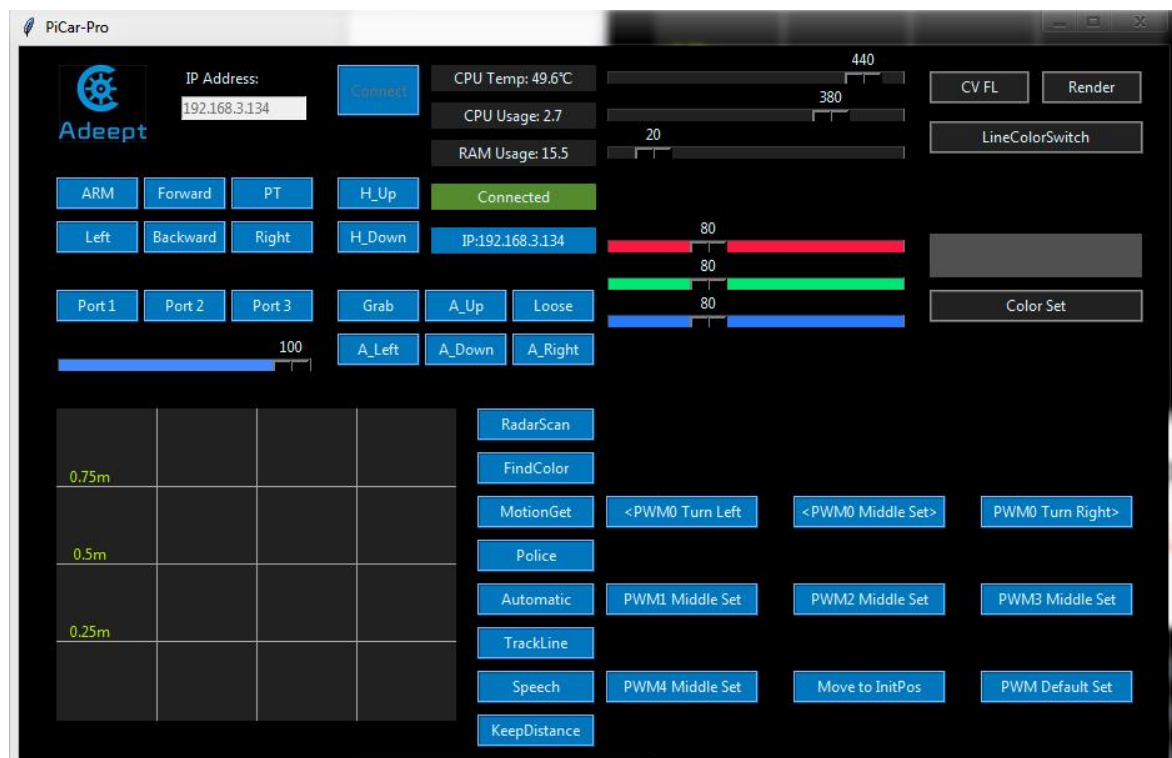 PiCar-Pro
Adeept
IP Address:
192.168.3.134
Connect
CPU Temp: 49.6℃
CPU Usage: 2.7
RAM Usage: 15.5
440
380
20
CV FL
Render
LineColorSwitch
ARM
Forward
PT
H_Up
Connected
Left
Backward
Right
H_Down
IP:192.168.3.134
80
80
80
Color Set
Port 1
Port 2
Port 3
Grab
A_Up
Loose
100
A_Left
A_Down
A_Right
0.75m
0.5m
0.25m
RadarScan
FindColor
MotionGet
Police
Automatic
TrackLine
Speech
KeepDistance
<PWM0 Turn Left
<PWM0 Middle Set>
PWM0 Turn Right>
PWM1 Middle Set
PWM2 Middle Set
PWM3 Middle Set
PWM4 Middle Set
Move to InitPos
PWM Default Set